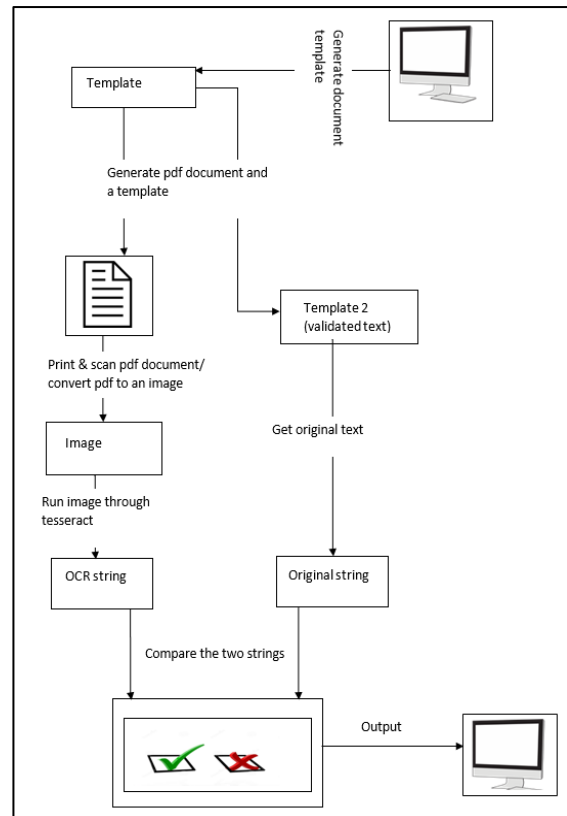 Generate document
template
Template
Generate pdf document and
a template
Template 2
(validated text)
Print & scan pdf document/
convert pdf to an image
Get original text
Image
Run image through
tesseract
OCR string
Original string
Compare the two strings
Output